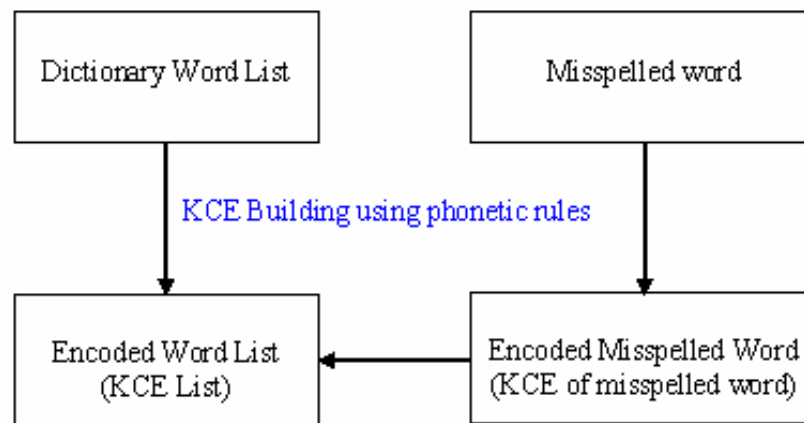 Dictionary Word List
Misspelled word
KCE Building using phonetic rules
Encoded Word List
(KCE List)
Encoded Misspelled Word
(KCE of misspelled word)